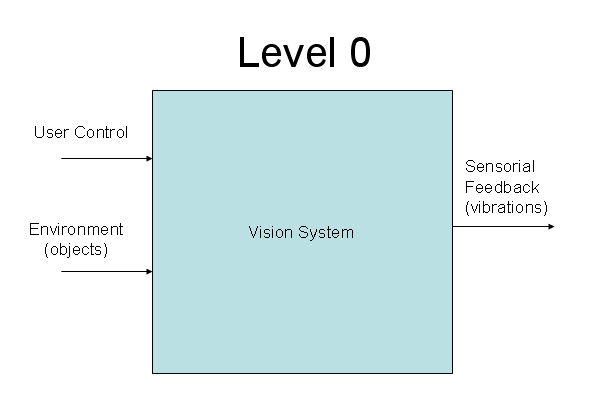 Level 0
User Control
Environment
(objects)
Vision System
Sensorial
Feedback
(vibrations)